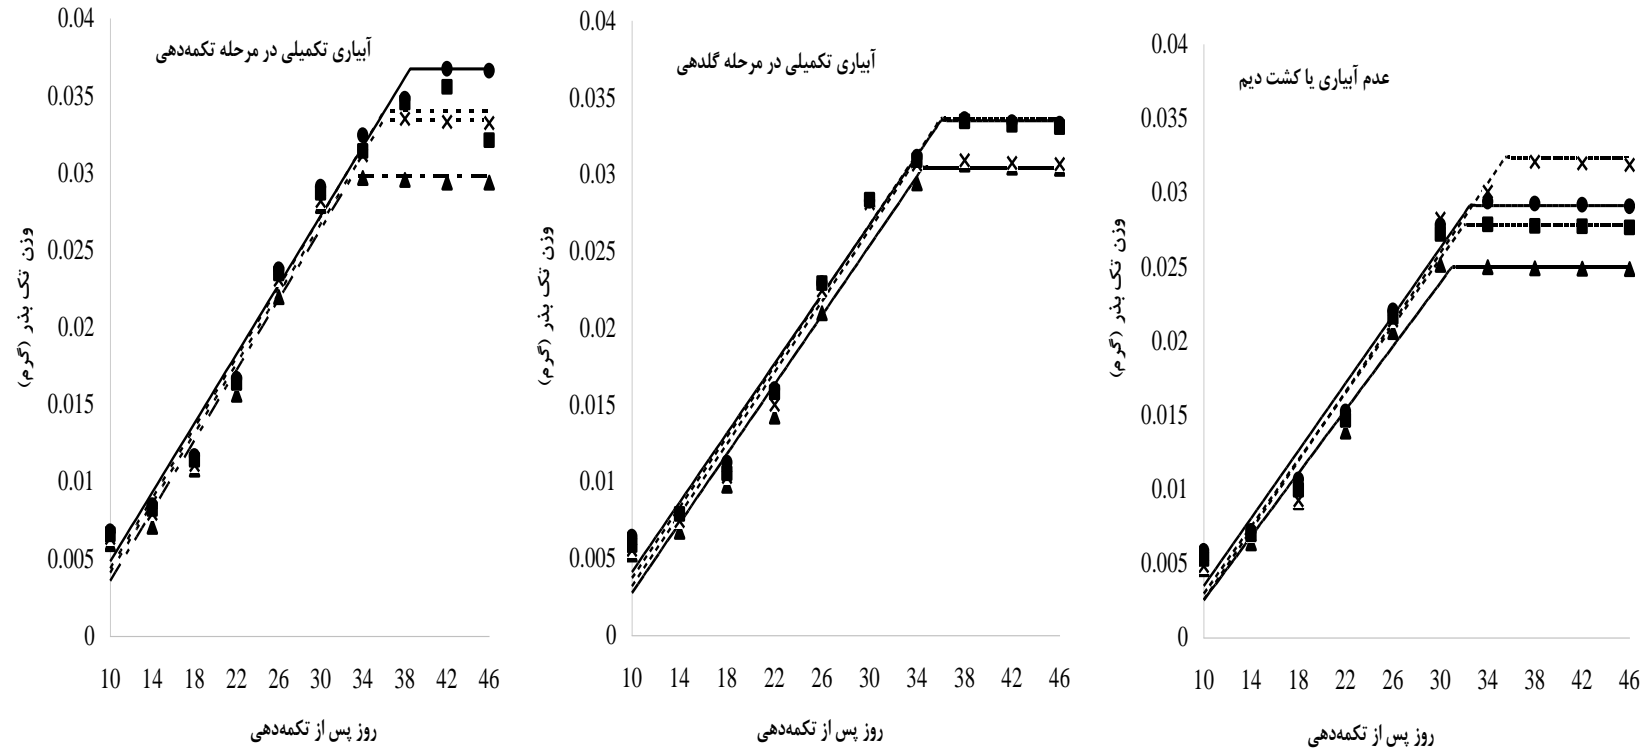 آبیاری تکمیلی در مرحله تکمه‌دهی
وزن تک بذر (گرم)
0.04
0.035
0.03
0.025
0.02
0.015
0.01
0.005
0
10 14 18 22 26 30 34 38 42 46
روز پس از تکمه‌دهی
آبیاری تکمیلی در مرحله گلدهی
وزن تک بذر (گرم)
0.04
0.035
0.03
0.025
0.02
0.015
0.01
0.005
0
10 14 18 22 26 30 34 38 42 46
روز پس از تکمه‌دهی
عدم آبیاری یا کشت دیم
وزن تک بذر (گرم)
0.04
0.035
0.03
0.025
0.02
0.015
0.01
0.005
0
10 14 18 22 26 30 34 38 42 46
روز پس از تکمه‌دهی